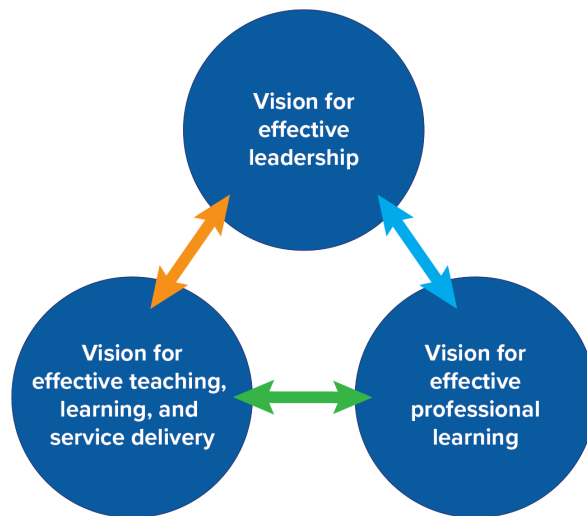 Vision for
effective
leadership
Vision for
effective teaching,
learning, and
service delivery
Vision for
effective
professional
learning